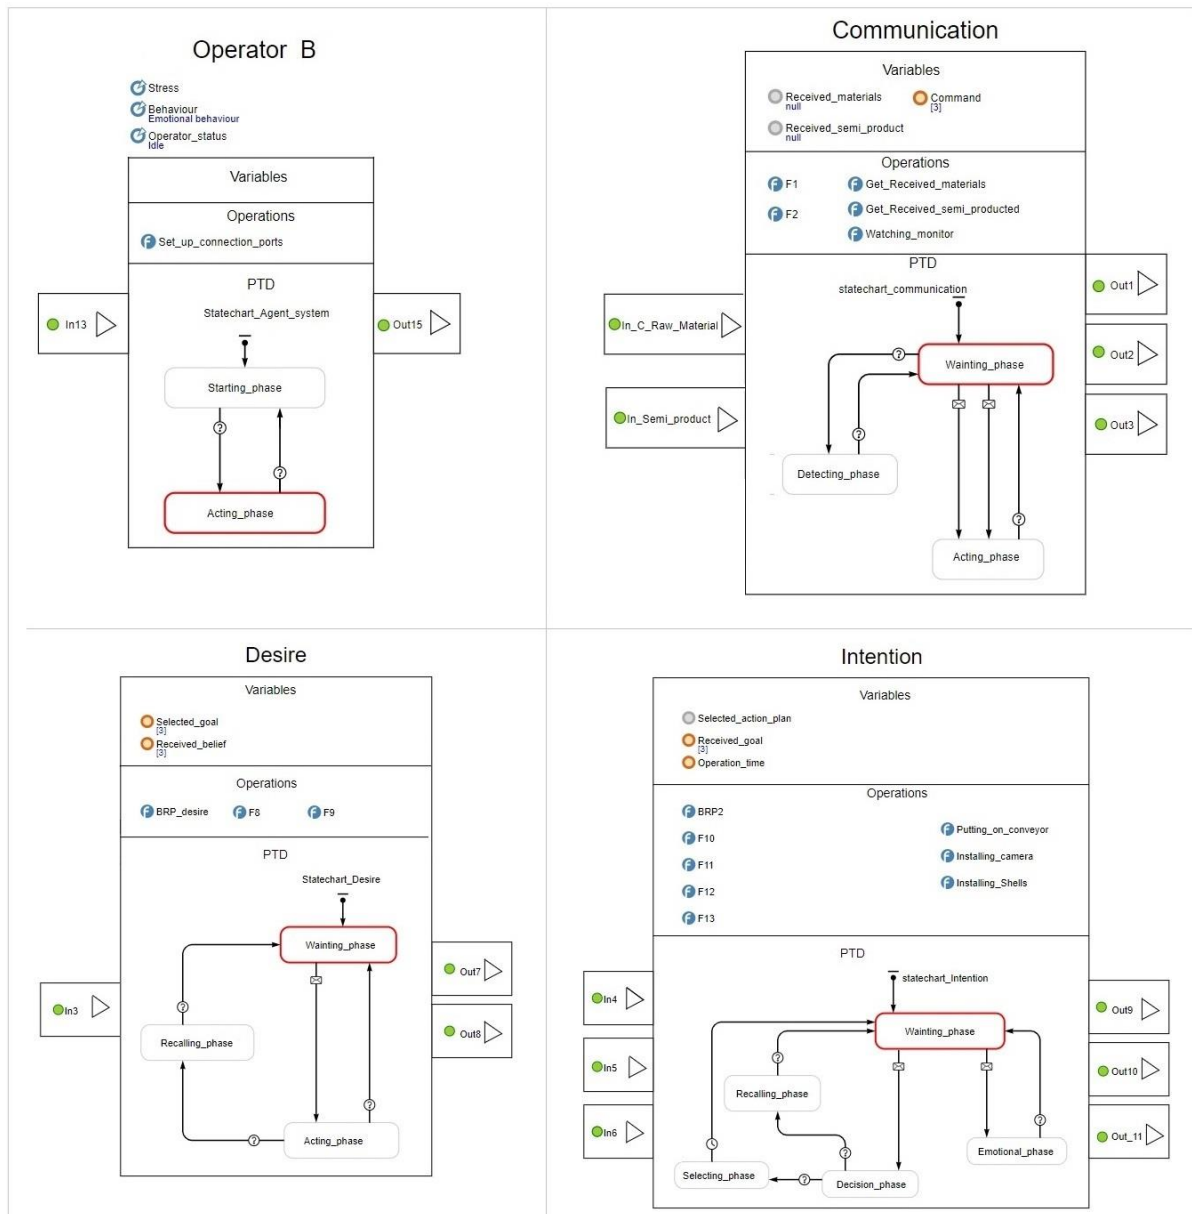 Operator B
Stress
Behaviour
Emotional behaviour
Operator_status
Idle
Variables
Operations
Set_up_connection_ports
PTD
Statechart_Agent_system
In13
Out15
Starting_phase
?
?
Acting_phase
Communication
Variables
Received_materials
null
Command
[3]
Received_semi_product
null
Operations
F1
Get_Received_materials
F2
Get_Received_semi_producted
Watching_monitor
PTD
statechart_communication
Out1
In_C_Raw_Material
Out2
?
Wainting_phase
In_Semi_product
Out3
?
Detecting_phase
?
Acting_phase
Desire
Variables
Selected_goal
[3]
Received_belief
[3]
Operations
BRP_desire
F8
F9
PTD
Statechart_Desire
Wainting_phase
Out7
In3
?
Out8
Recalling_phase
?
?
Acting_phase
Intention
Variables
Selected_action_plan
Received_goal
[3]
Operation_time
Operations
BRP2
Putting_on_conveyor
F10
Installing_camera
F11
Installing_Shells
F12
F13
PTD
statechart_Intention
In4
Out9
Wainting_phase
In5
?
Out10
Recalling_phase
In6
?
Out_11
?
Emotional_phase
Selecting_phase
?
Decision_phase